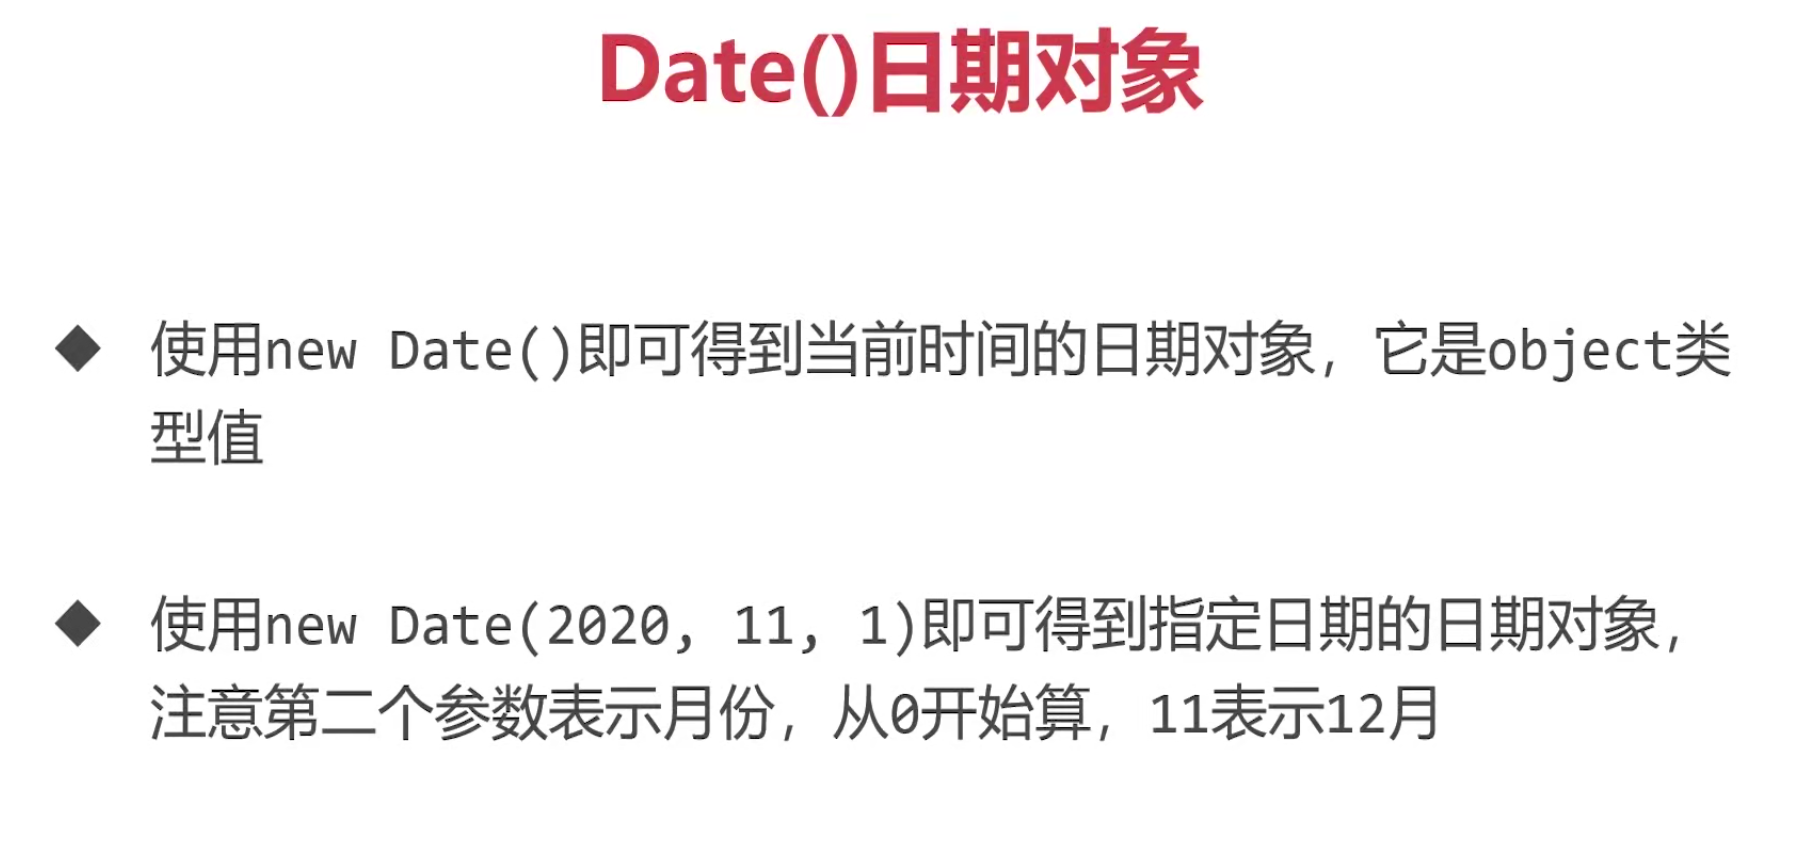 Date()日期对象
◆ 使用new Date()即可得到当前时间的日期对象，它是object类
型值
◆ 使用new Date(2020, 11, 1)即可得到指定日期的日期对象，
注意第二个参数表示月份，从0开始算，11表示12月